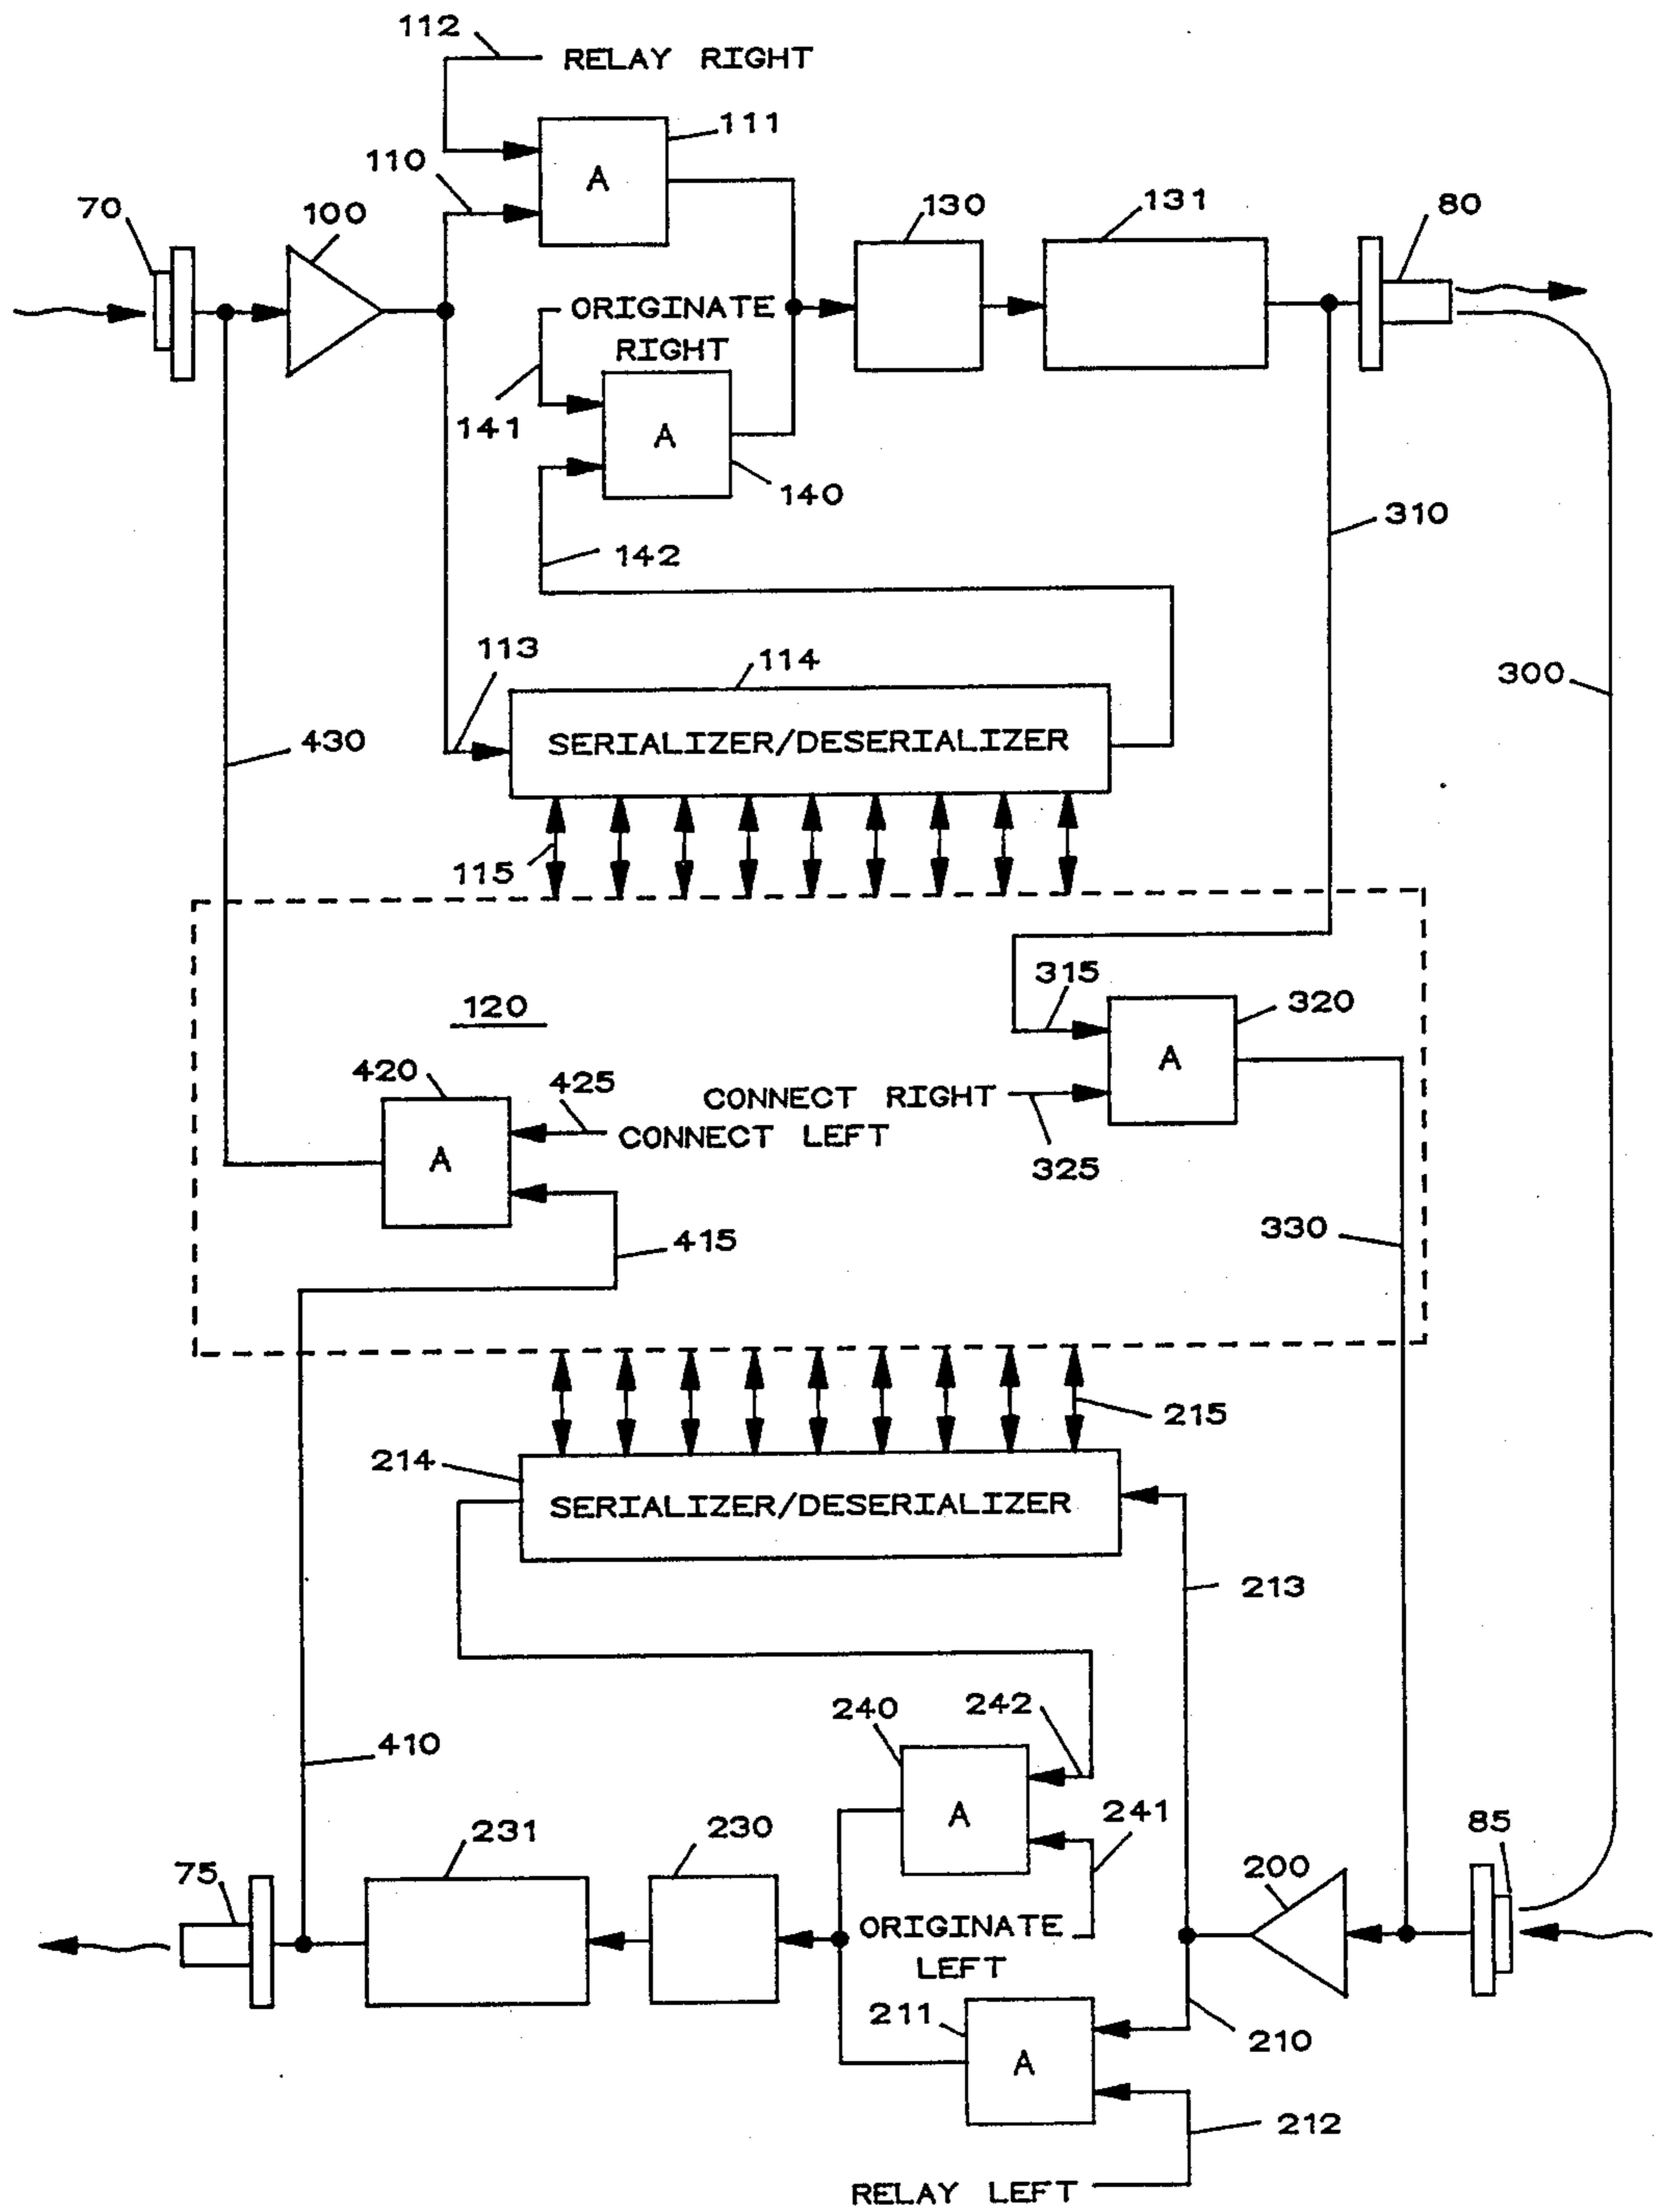 112
RELAY RIGHT
111
110
70
100
130
131
80
A
ORIGINATE
RIGHT
141
A
140
310
142
113
114
300
SERIALIZER/DESERIALIZER
430
115
315
120
320
A
420
425
CONNECT RIGHT
CONNECT LEFT
A
325
415
330
215
214
SERIALIZER/DESERIALIZER
213
240
242
410
241
A
231
230
85
75
200
ORIGINATE
LEFT
211
210
A
212
RELAY LEFT